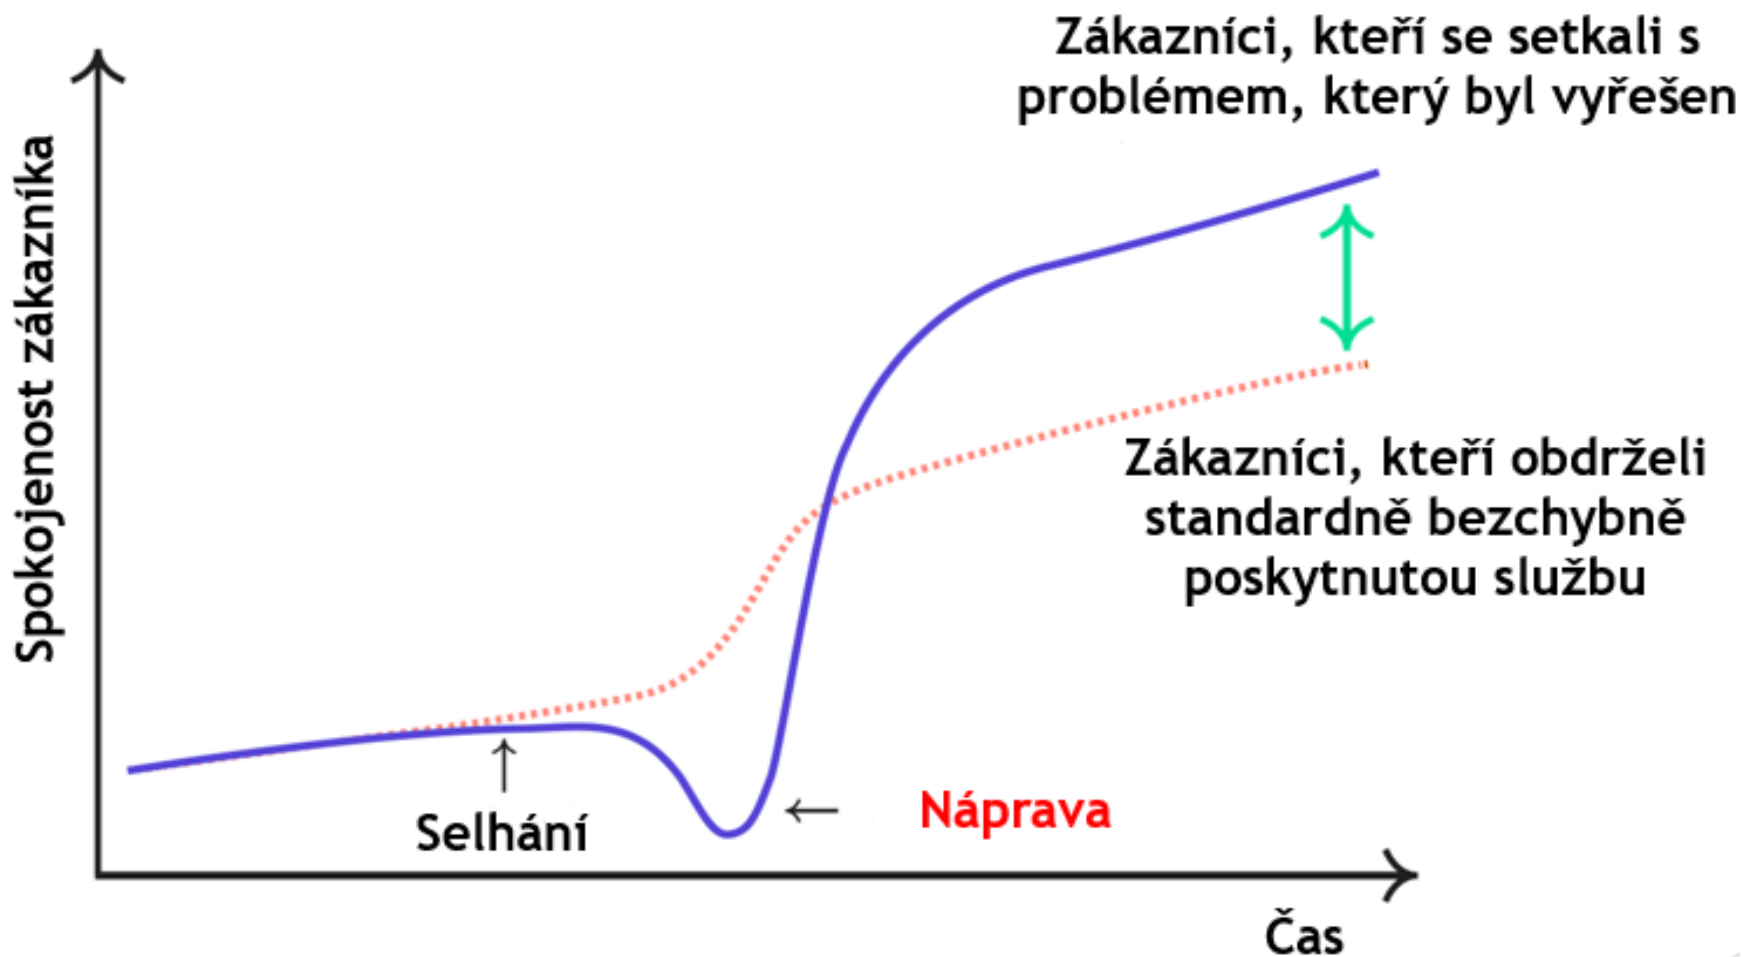 Zákazníci, kteří se setkali s
problémem, který byl vyřešen
Spokojenost zákazníka
Zákazníci, kteří obdrželi
standardně bezchybně
poskytnutou službu
Selhání
Náprava
Čas